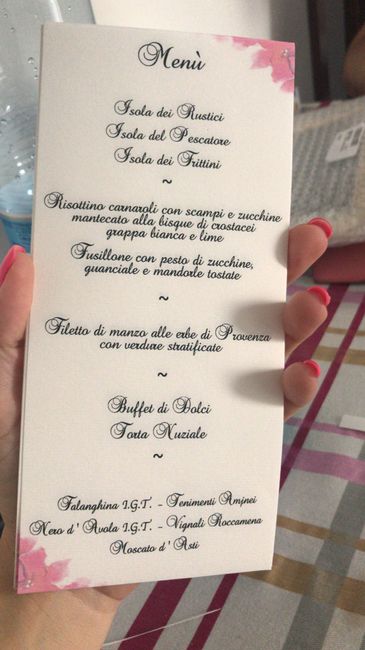 Menù
Isola dei Rustici
Isola del Pescatore
Isola dei Frittini
~
Risottino carnaroli con scampi e zucchine
mantecato alla bisque di crostacei
grappa bianca e lime
Fusillone con pesto di zucchine,
guanciale e mandorle tostate
~
Filetto di manzo alle erbe di Provenza
con verdure stratificate
~
Buffet di Dolci
Torta Nuziale
~
Falanghina I.G.T. - Tenimenti Aminei
Nero d' Avola I.G.T. - Vignali Roccamena
Moscato d' Asti